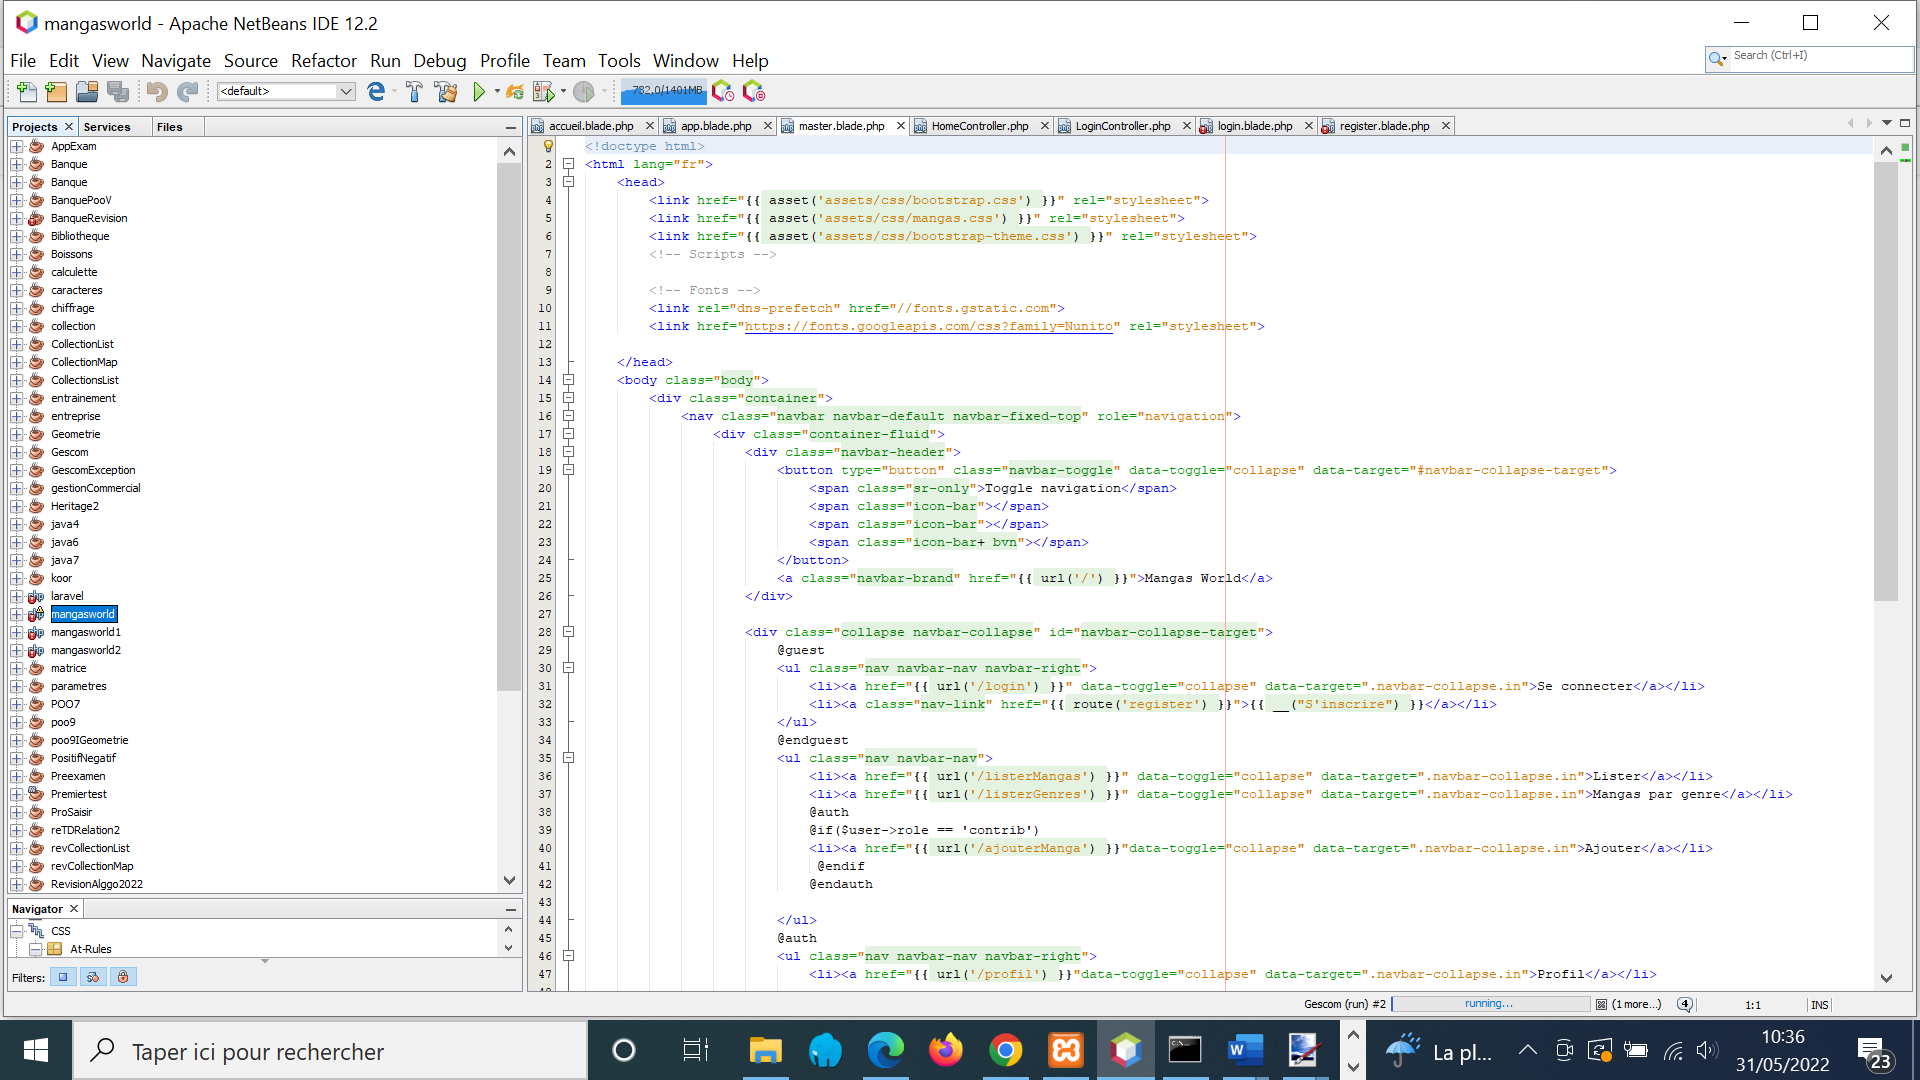 mangasworld - Apache NetBeans IDE 12.2
File Edit View Navigate Source Refactor Run Debug Profile Team Tools Window Help
Search (Ctrl+I)
<default>
782,0/1401MB
Projects Services Files
AppExam
Banque
Banque
BanquePooV
BanqueRevision
Bibliotheque
Boissons
calculette
caracteres
chiffrage
collection
CollectionList
CollectionMap
CollectionsList
entrainement
entreprise
Geometrie
Gescom
GescomException
gestionCommercial
Heritage2
java4
java6
java7
koor
laravel
mangasworld
mangasworld1
mangasworld2
matrice
parametres
POO7
poo9
poo9IGeometrie
PositifNegatif
Preexamen
Premiertest
ProSaisir
reTDRelation2
revCollectionList
revCollectionMap
RevisionAlggo2022
Navigator
CSS
At-Rules
Filters:
accueil.blade.php app.blade.php master.blade.php HomeController.php LoginController.php login.blade.php register.blade.php
<!doctype html>
2 <html lang="fr">
3 <head>
4 <link href="{{ asset('assets/css/bootstrap.css') }}" rel="stylesheet">
5 <link href="{{ asset('assets/css/mangas.css') }}" rel="stylesheet">
6 <link href="{{ asset('assets/css/bootstrap-theme.css') }}" rel="stylesheet">
7 <!-- Scripts -->
8
9 <!-- Fonts -->
10 <link rel="dns-prefetch" href="//fonts.gstatic.com">
11 <link href="https://fonts.googleapis.com/css?family=Nunito" rel="stylesheet">
12
13 </head>
14 <body class="body">
15 <div class="container">
16 <nav class="navbar navbar-default navbar-fixed-top" role="navigation">
17 <div class="container-fluid">
18 <div class="navbar-header">
19 <button type="button" class="navbar-toggle" data-toggle="collapse" data-target="#navbar-collapse-target">
20 <span class="sr-only">Toggle navigation</span>
21 <span class="icon-bar"></span>
22 <span class="icon-bar"></span>
23 <span class="icon-bar+ bvn"></span>
24 </button>
25 <a class="navbar-brand" href="{{ url('/') }}">Mangas World</a>
26 </div>
27
28 <div class="collapse navbar-collapse" id="navbar-collapse-target">
29 @guest
30 <ul class="nav navbar-nav navbar-right">
31 <li><a href="{{ url('/login') }}" data-toggle="collapse" data-target=".navbar-collapse.in">Se connecter</a></li>
32 <li><a class="nav-link" href="{{ route('register') }}">{{ __("S'inscrire") }}</a></li>
33 </ul>
34 @endguest
35 <ul class="nav navbar-nav">
36 <li><a href="{{ url('/listerMangas') }}" data-toggle="collapse" data-target=".navbar-collapse.in">Lister</a></li>
37 <li><a href="{{ url('/listerGenres') }}" data-toggle="collapse" data-target=".navbar-collapse.in">Mangas par genre</a></li>
38 @auth
39 @if($user->role == 'contrib')
40 <li><a href="{{ url('/ajouterManga') }}"data-toggle="collapse" data-target=".navbar-collapse.in">Ajouter</a></li>
41 @endif
42 @endauth
43
44 </ul>
45 @auth
46 <ul class="nav navbar-nav navbar-right">
47 <li><a href="{{ url('/profil') }}"data-toggle="collapse" data-target=".navbar-collapse.in">Profil</a></li>
Gescom (run) #2 running... (1 more...) 4 1:1 INS
Taper ici pour rechercher
La pl...
10:36
31/05/2022
23